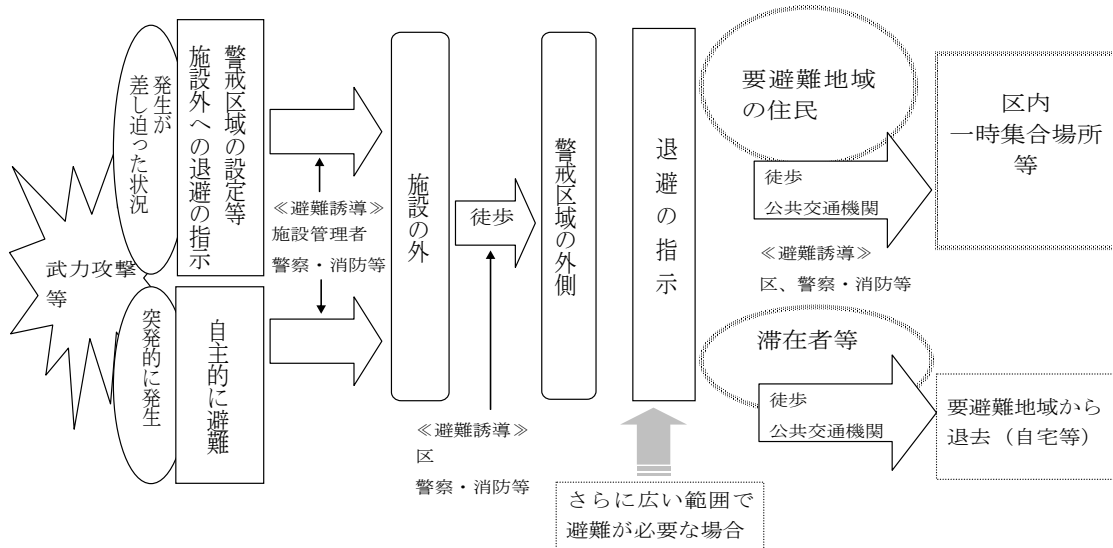 武力攻撃
等
発生が
差し迫った状況
突発的に発生
警戒区域の設定等
施設外への退避の指示
自主的に避難
≪避難誘導≫
施設管理者
警察・消防等
施設の外
徒歩
≪避難誘導≫
区
警察・消防等
警戒区域の外側
退避の指示
さらに広い範囲で
避難が必要な場合
要避難地域
の住民
徒歩
公共交通機関
≪避難誘導≫
区、警察・消防等
区内
一時集合場所
等
滞在者等
徒歩
公共交通機関
要避難地域から
退去（自宅等）